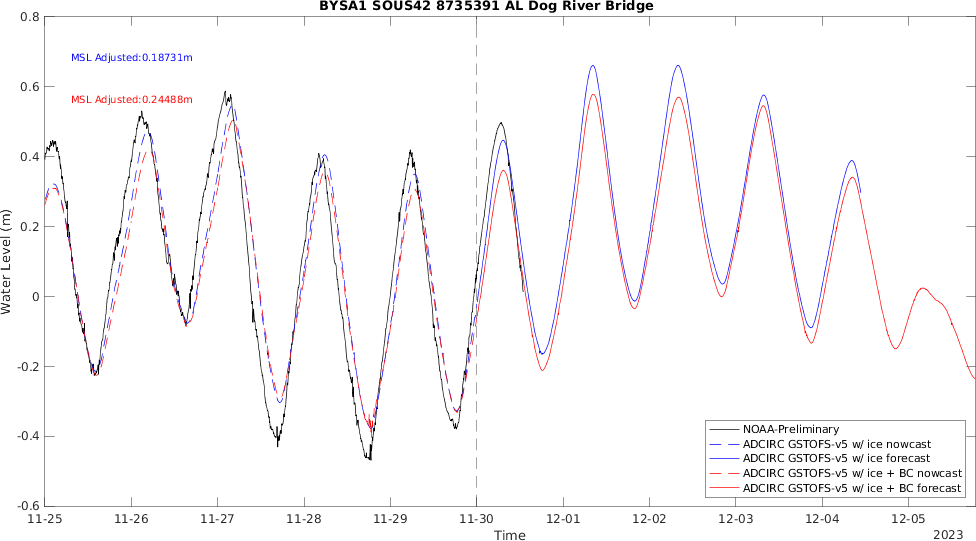 BYSA1 SOUS42 8735391 AL Dog River Bridge
0.8
MSL Adjusted:0.18731m
0.6
MSL Adjusted:0.24488m
0.4
0.2
Water Level (m)
0
-0.2
-0.4
NOAA-Preliminary
ADCIRC GSTOFS-v5 w/ ice nowcast
ADCIRC GSTOFS-v5 w/ ice forecast
ADCIRC GSTOFS-v5 w/ ice + BC nowcast
ADCIRC GSTOFS-v5 w/ ice + BC forecast
-0.6
11-25 11-26 11-27 11-28 11-29 11-30 12-01 12-02 12-03 12-04 12-05
Time
2023